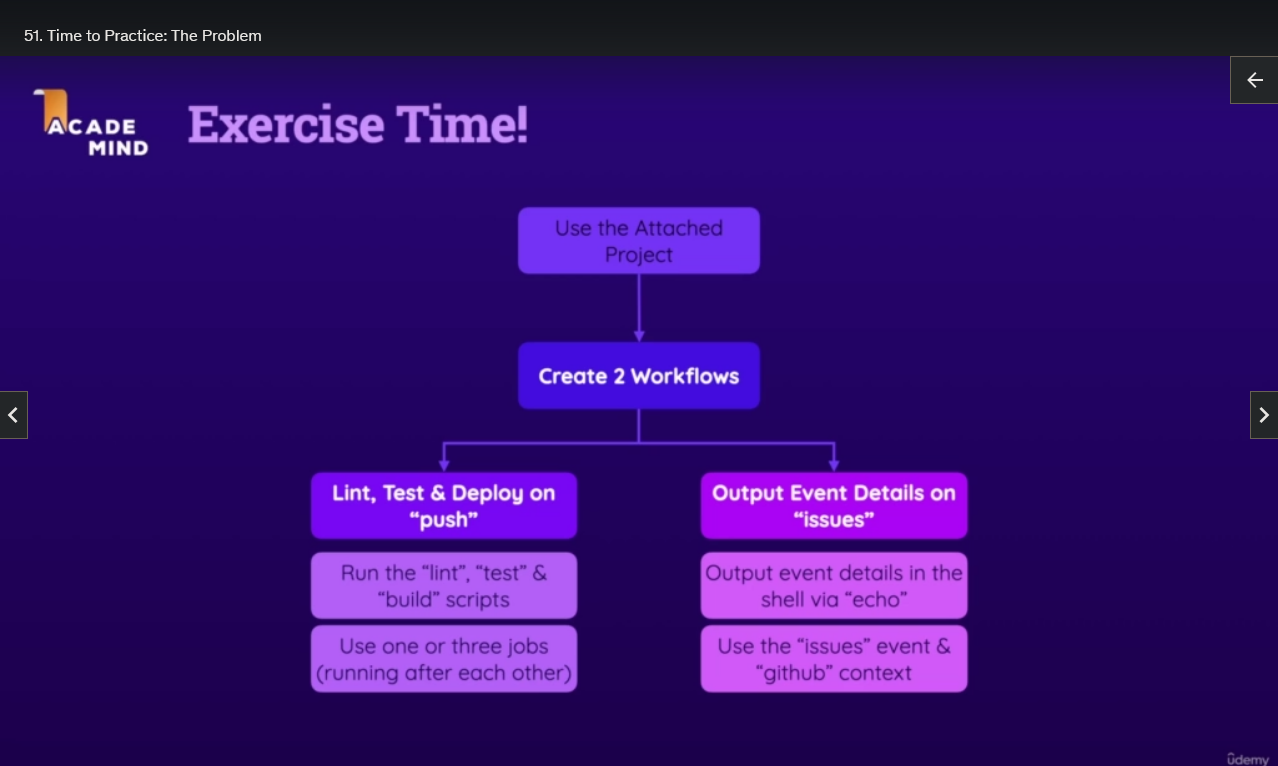 51. Time to Practice: The Problem
ACADE
MIND
Exercise Time!
Use the Attached
Project
Create 2 Workflows
Lint, Test & Deploy on
“push”
Run the “lint”, “test” &
“build” scripts
Use one or three jobs
(running after each other)
Output Event Details on
“issues”
Output event details in the
shell via “echo”
Use the “issues” event &
“github” context
ûdemy